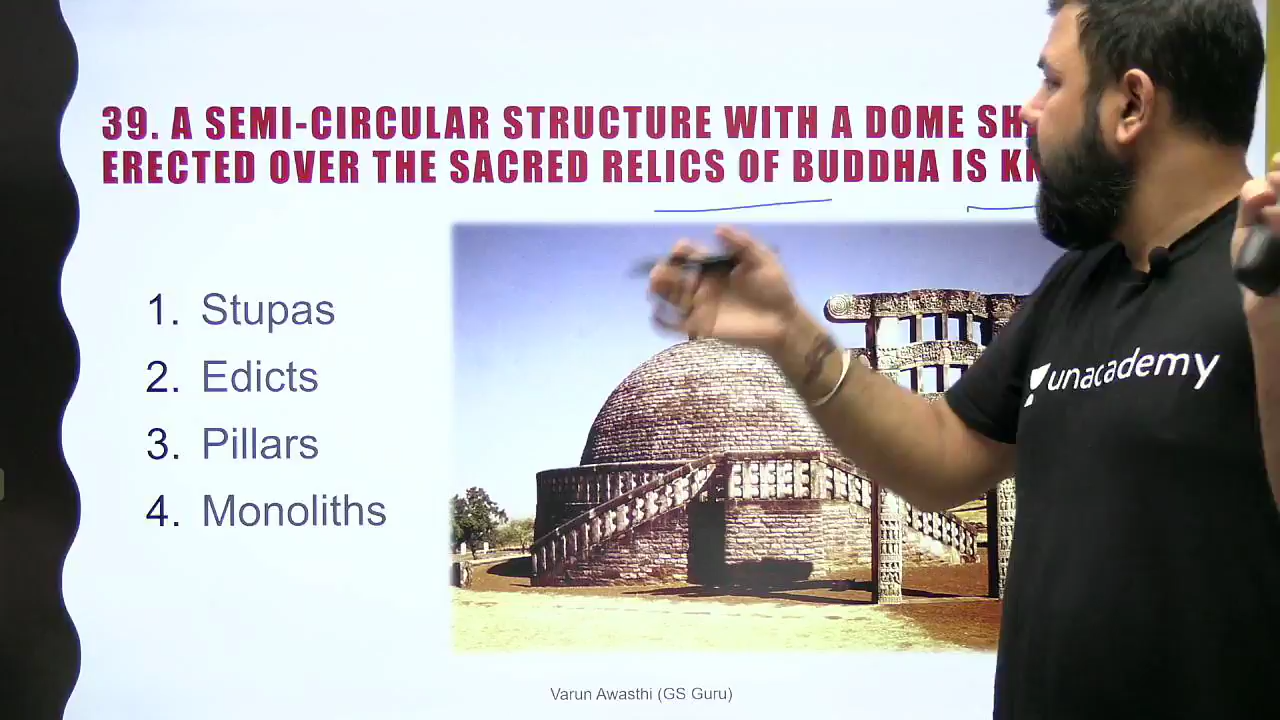 39. A SEMI-CIRCULAR STRUCTURE WITH A DOME
ERECTED OVER THE SACRED RELICS OF BUDDHA IS
1. Stupas
2. Edicts
3. Pillars
4. Monoliths
unacademy
Varun Awasthi (GS Guru)